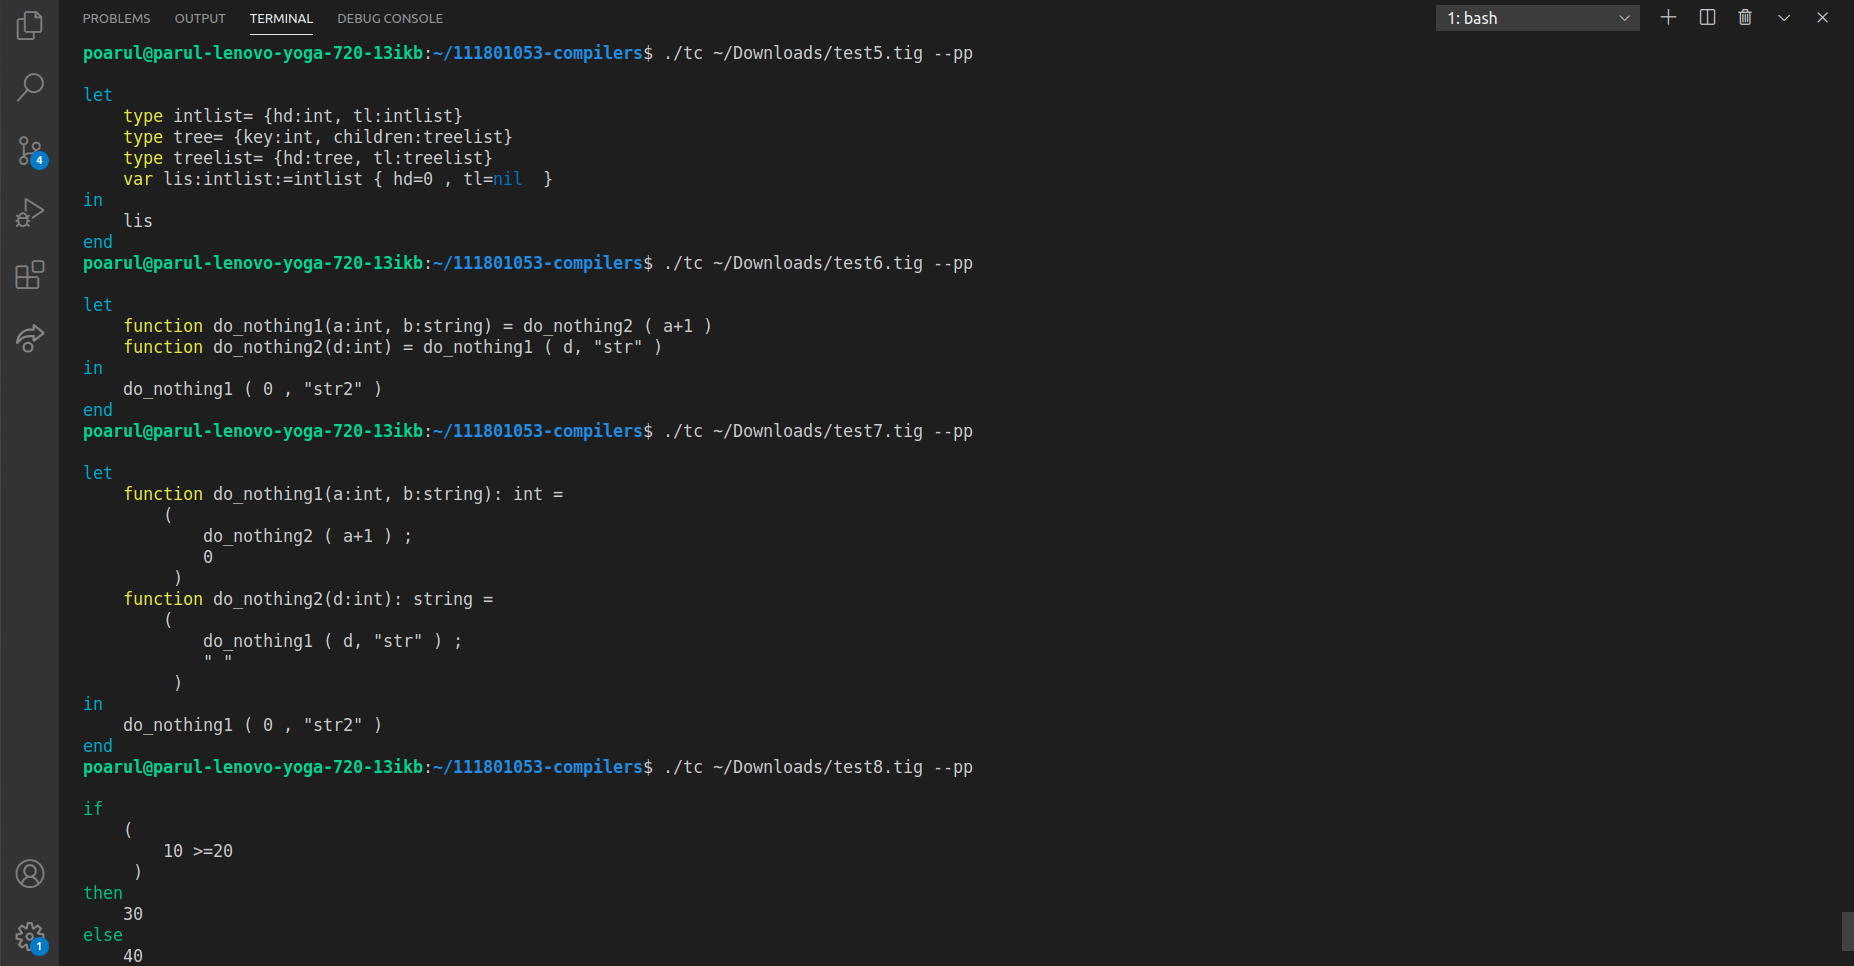 PROBLEMS OUTPUT TERMINAL DEBUG CONSOLE 1: bash
poarul@parul-lenovo-yoga-720-13ikb:~/111801053-compilers$ ./tc ~/Downloads/test5.tig --pp
let
    type intlist= {hd:int, tl:intlist}
    type tree= {key:int, children:treelist}
    type treelist= {hd:tree, tl:treelist}
    var lis:intlist:=intlist { hd=0 , tl=nil  }
in
    lis
end
poarul@parul-lenovo-yoga-720-13ikb:~/111801053-compilers$ ./tc ~/Downloads/test6.tig --pp
let
    function do_nothing1(a:int, b:string) = do_nothing2 ( a+1 )
    function do_nothing2(d:int) = do_nothing1 ( d, "str" )
in
    do_nothing1 ( 0 , "str2" )
end
poarul@parul-lenovo-yoga-720-13ikb:~/111801053-compilers$ ./tc ~/Downloads/test7.tig --pp
let
    function do_nothing1(a:int, b:string): int =
        (
            do_nothing2 ( a+1 ) ;
            0
         )
    function do_nothing2(d:int): string =
        (
            do_nothing1 ( d, "str" ) ;
            " "
         )
in
    do_nothing1 ( 0 , "str2" )
end
poarul@parul-lenovo-yoga-720-13ikb:~/111801053-compilers$ ./tc ~/Downloads/test8.tig --pp
if
    (
        10 >=20
     )
then
    30
else
    40
4
1